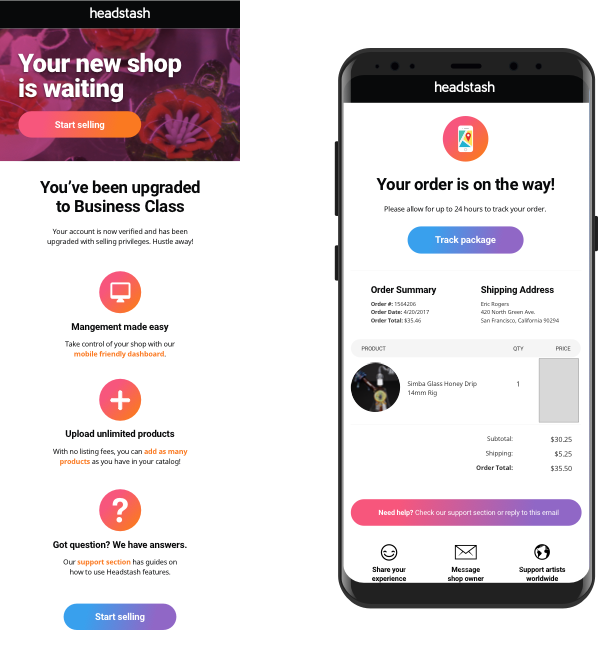 headstash
Your new shop
is waiting
Start selling
You've been upgraded
to Business Class
Your account is now verified and has been
upgraded with selling privileges. Hustle away!
Mangement made easy
Take control of your shop with our
mobile friendly dashboard.
Upload unlimited products
With no listing fees, you can add as many
products as you have in your catalog!
?
Got question? We have answers.
Our support section has guides on
how to use Headstash features.
Start selling
headstash
Your order is on the way!
Please allow for up to 24 hours to track your order.
Track package
Order Summary
Order #: 1564206
Order Date: 4/20/2017
Order Total: $35.46
Shipping Address
Eric Rogers
420 North Green Ave.
San Francisco, California 90294
PRODUCT QTY PRICE
Simba Glass Honey Drip 1
14mm Rig
Subtotal: $30.25
Shipping: $5.25
Order Total: $35.50
Need help? Check our support section or reply to this email
Share your
experience
Message
shop owner
Support artists
worldwide